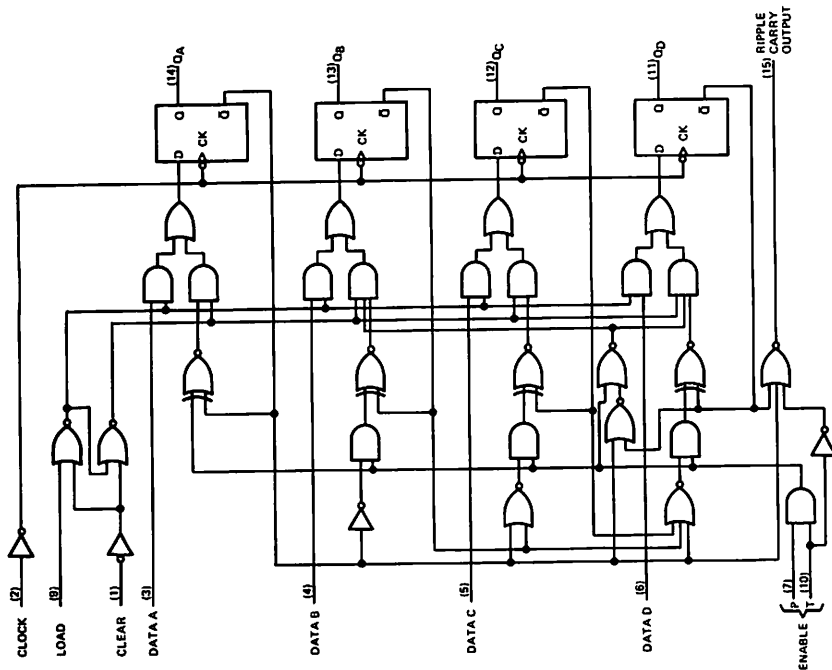 CLOCK (2)
LOAD (9)
CLEAR (1)
DATA A (3)
DATA B (4)
DATA C (5)
DATA D (6)
ENABLE { P (7)
T (10)
D Q (14) QA
CK
Q̅
D Q (13) QB
CK
Q̅
D Q (12) QC
CK
Q̅
D Q (11) QD
CK
Q̅
(15) RIPPLE
CARRY
OUTPUT